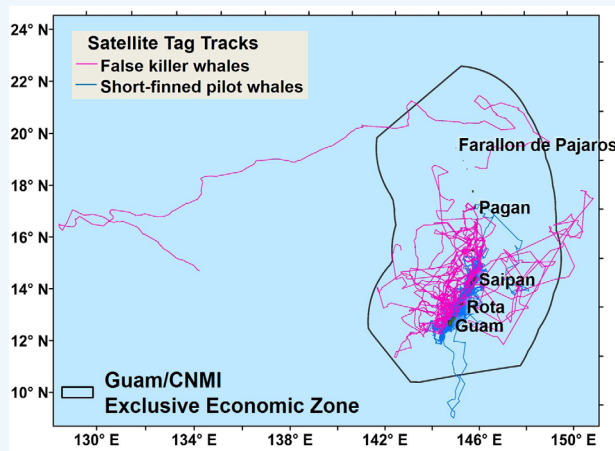 24° N
22° N
20° N
18° N
16° N
14° N
12° N
10° N
Satellite Tag Tracks
False killer whales
Short-finned pilot whales
Farallon de Pajaros
Pagan
Saipan
Rota
Guam
Guam/CNMI
Exclusive Economic Zone
130° E
134° E
138° E
142° E
146° E
150° E